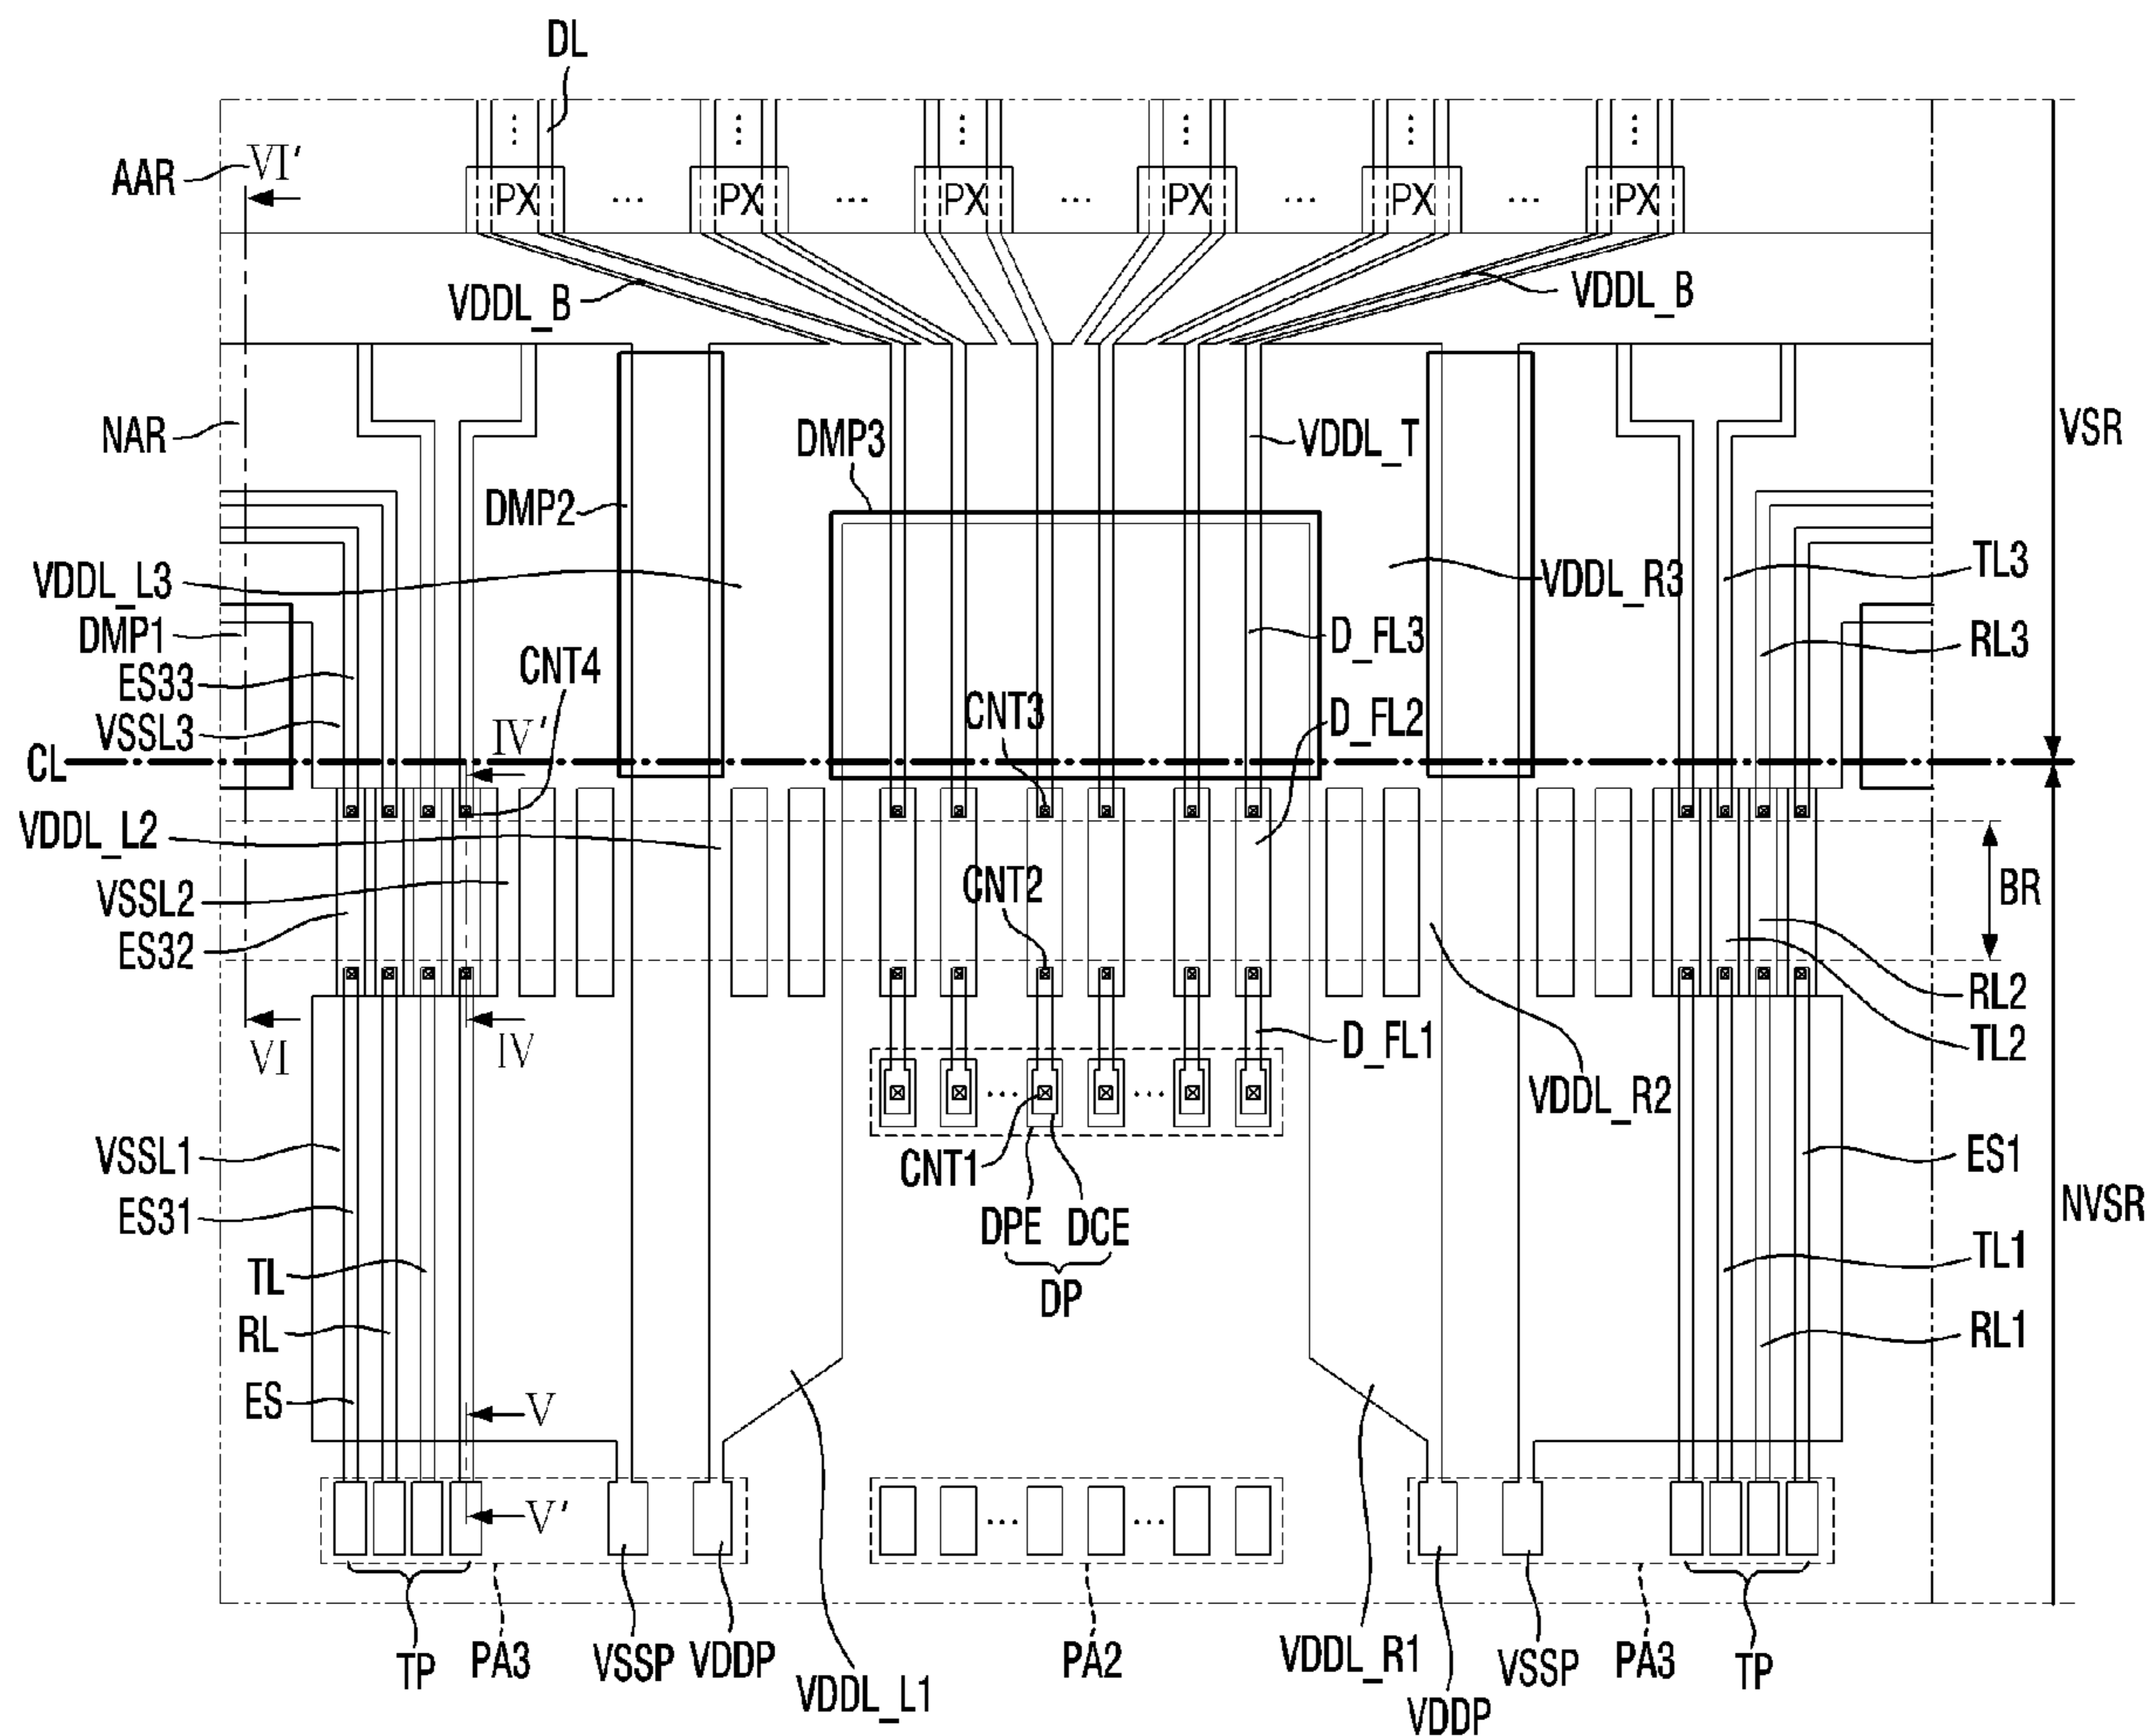 DL
AAR
VI'
PX ... PX ... PX ... PX ... PX ... PX
VDDL_B
VDDL_B
NAR
DMP2
DMP3
VDDL_T
VSR
VDDL_L3
VDDL_R3
TL3
DMP1
D_FL3
RL3
ES33
CNT4
VSSL3
IV'
CNT3
D_FL2
CL
VDDL_L2
VSSL2
CNT2
BR
ES32
RL2
VI
IV
D_FL1
TL2
VDDL_R2
VSSL1
CNT1
ES1
ES31
DPE
DCE
NVSR
TL
DP
TL1
RL
RL1
ES
V
V'
TP
PA3
VSSP
VDDP
VDDL_L1
PA2
VDDL_R1
VDDP
VSSP
PA3
TP